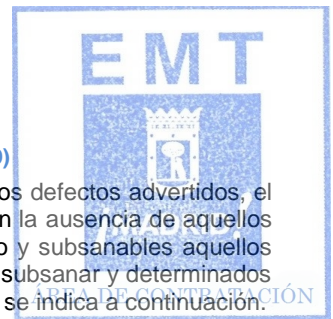 EMT
)
os defectos advertidos, el
n la ausencia de aquellos
o y subsanables aquellos
subsanar y determinados
se indica a continuación.
¡MADRID!
ÁREA DE CONTRATACIÓN